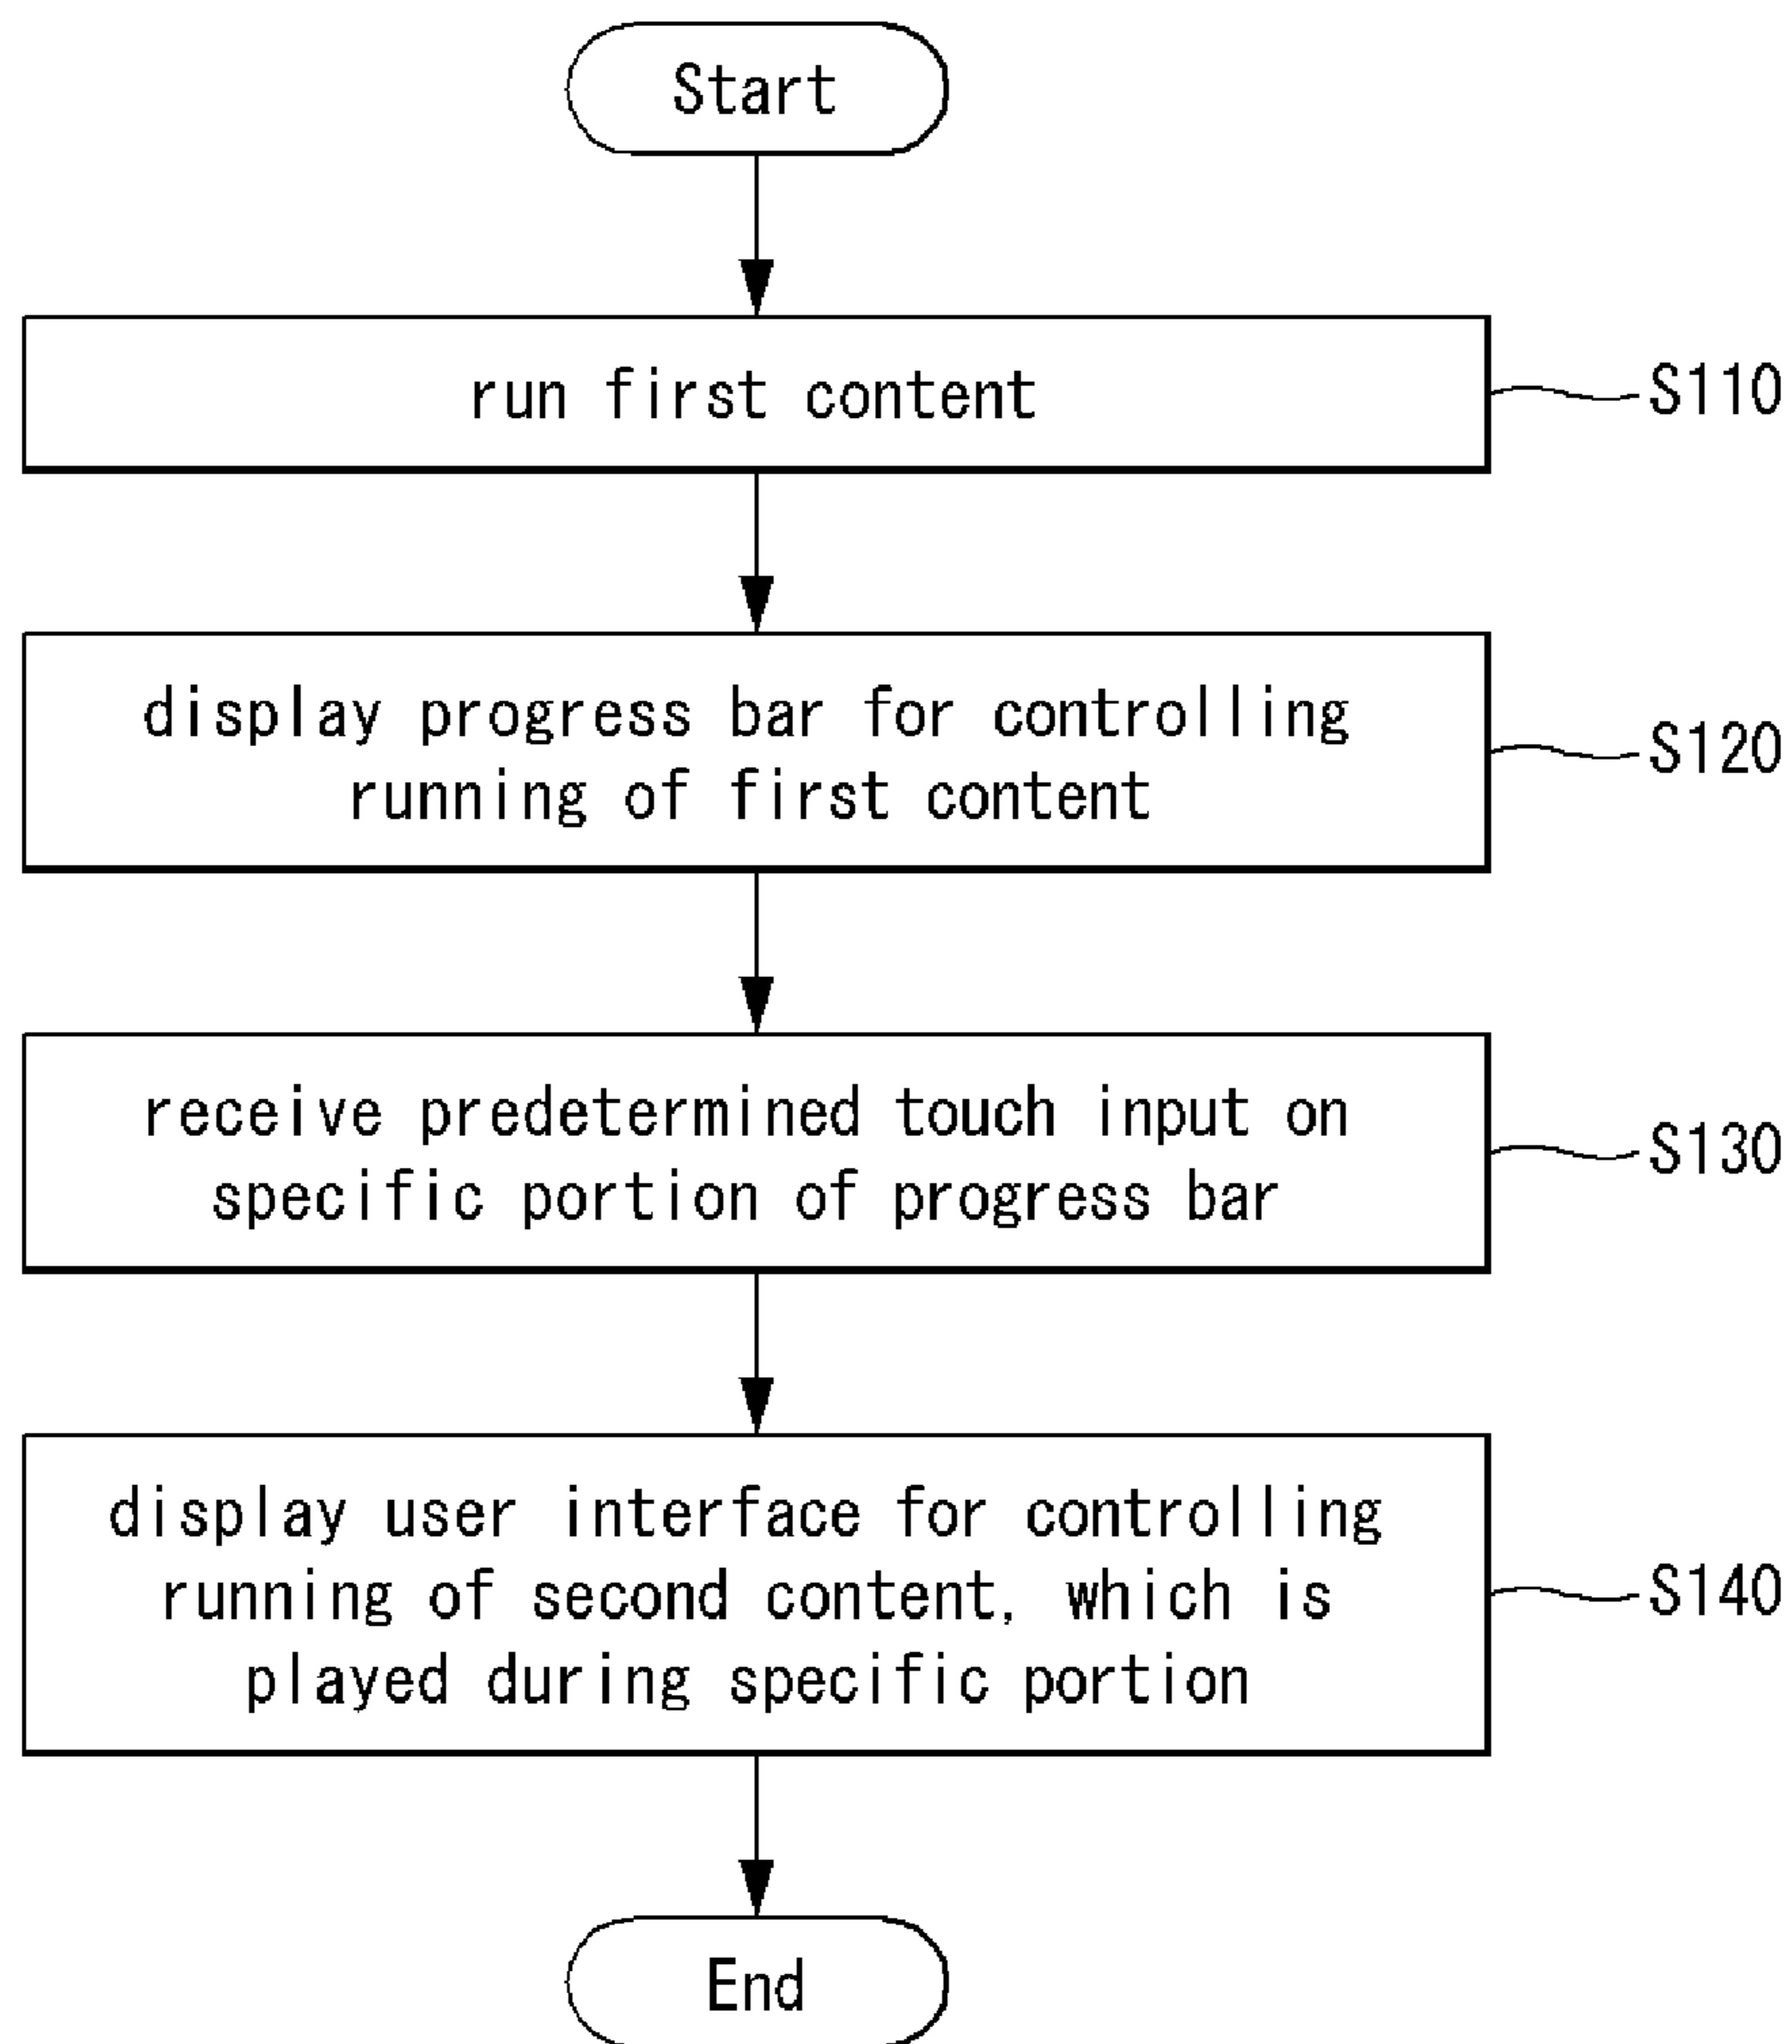 Start
run first content
S110
display progress bar for controlling
running of first content
S120
receive predetermined touch input on
specific portion of progress bar
S130
display user interface for controlling
running of second content, which is
played during specific portion
S140
End